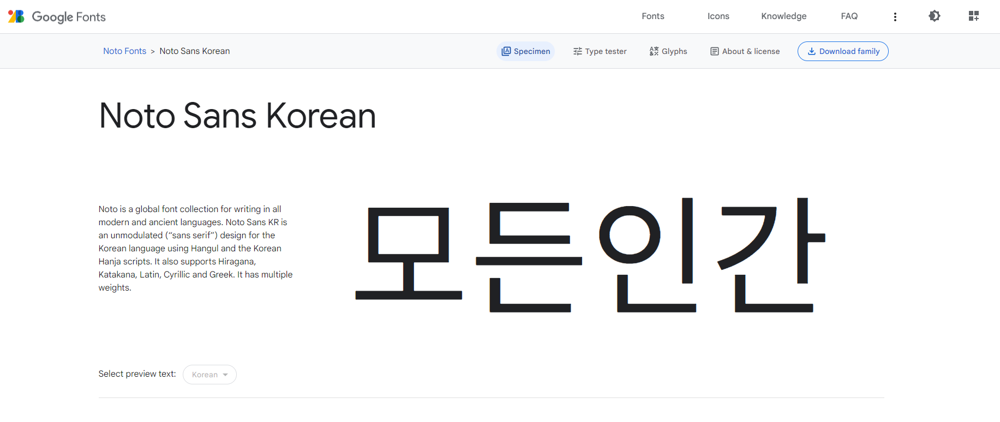 Google Fonts
Fonts
Icons
Knowledge
FAQ
Noto Fonts > Noto Sans Korean
Specimen
Type tester
Glyphs
About & license
Download family
Noto Sans Korean
Noto is a global font collection for writing in all
modern and ancient languages. Noto Sans KR is
an unmodulated (“sans serif”) design for the
Korean language using Hangul and the Korean
Hanja scripts. It also supports Hiragana,
Katakana, Latin, Cyrillic and Greek. It has multiple
weights.
모든인간
Select preview text:
Korean